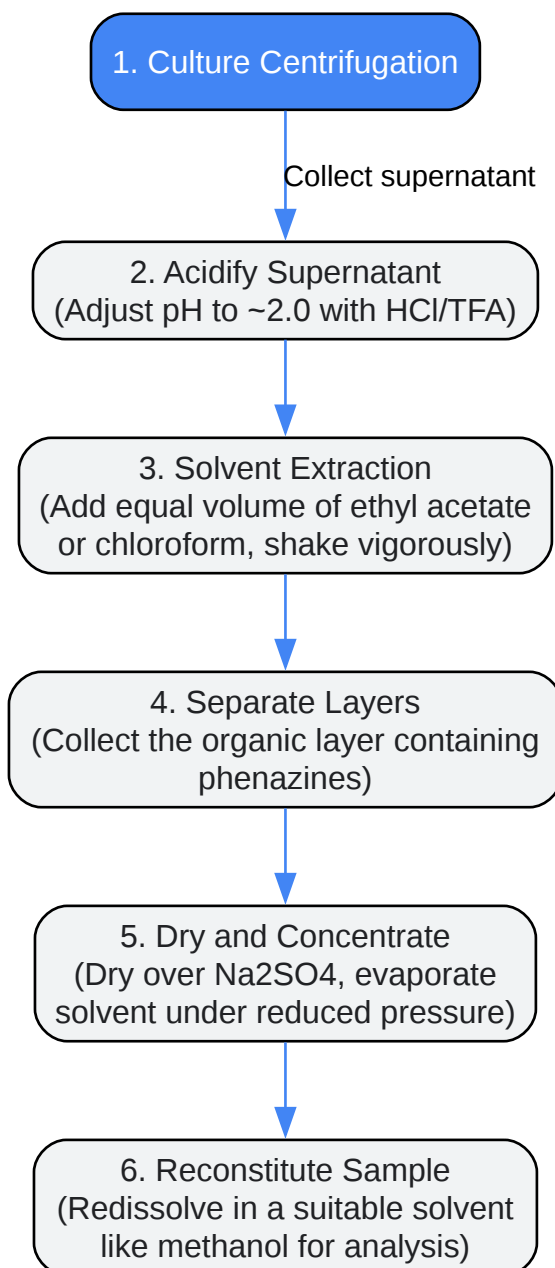 1. Culture Centrifugation
Collect supernatant
2. Acidify Supernatant
(Adjust pH to ~2.0 with HCl/TFA)
3. Solvent Extraction
(Add equal volume of ethyl acetate
or chloroform, shake vigorously)
4. Separate Layers
(Collect the organic layer containing
phenazines)
5. Dry and Concentrate
(Dry over Na2SO4, evaporate
solvent under reduced pressure)
6. Reconstitute Sample
(Redissolve in a suitable solvent
like methanol for analysis)